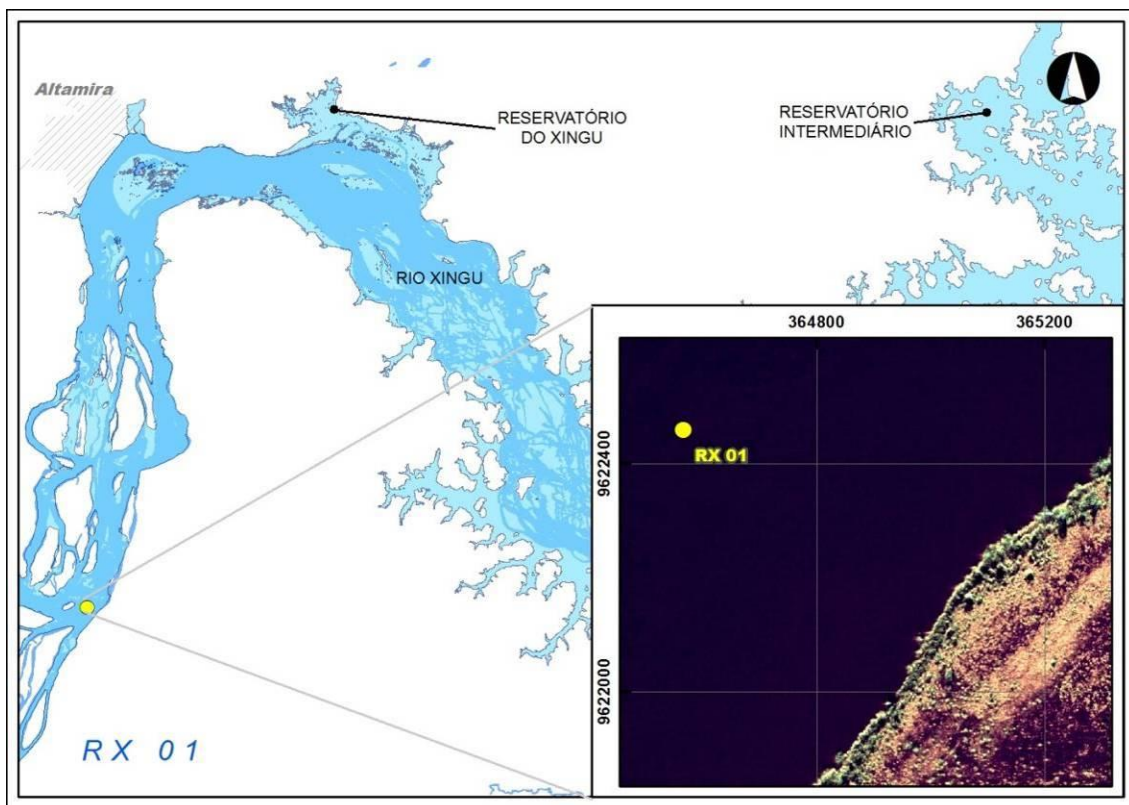 Altamira
RESERVATÓRIO
DO XINGU
RESERVATÓRIO
INTERMEDIÁRIO
RIO XINGU
364800
365200
RX 01
9622400
9622000
RX 01